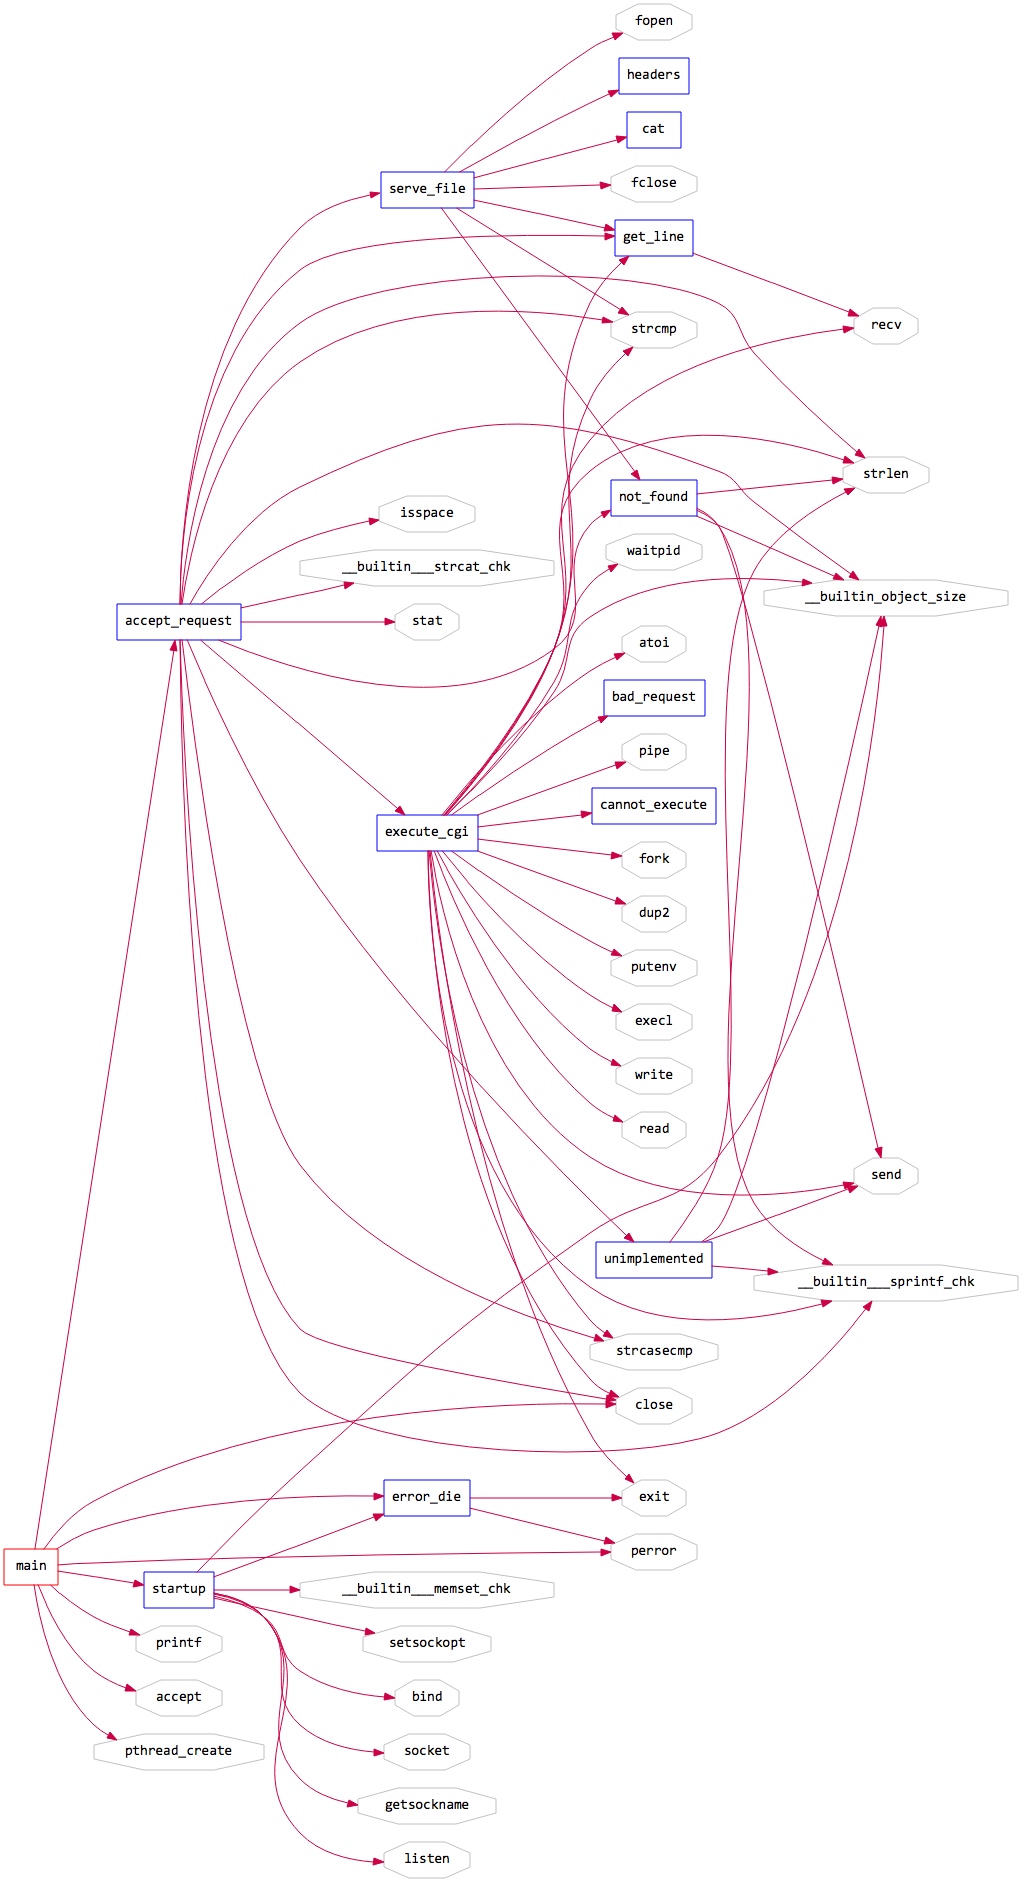 fopen
headers
cat
fclose
serve_file
get_line
recv
strcmp
strlen
not_found
isspace
waitpid
__builtin___strcat_chk
__builtin_object_size
accept_request
stat
atoi
bad_request
pipe
cannot_execute
execute_cgi
fork
dup2
putenv
execl
write
read
send
unimplemented
__builtin___sprintf_chk
strcasecmp
close
error_die
exit
perror
main
startup
__builtin___memset_chk
printf
setsockopt
accept
bind
pthread_create
socket
getsockname
listen